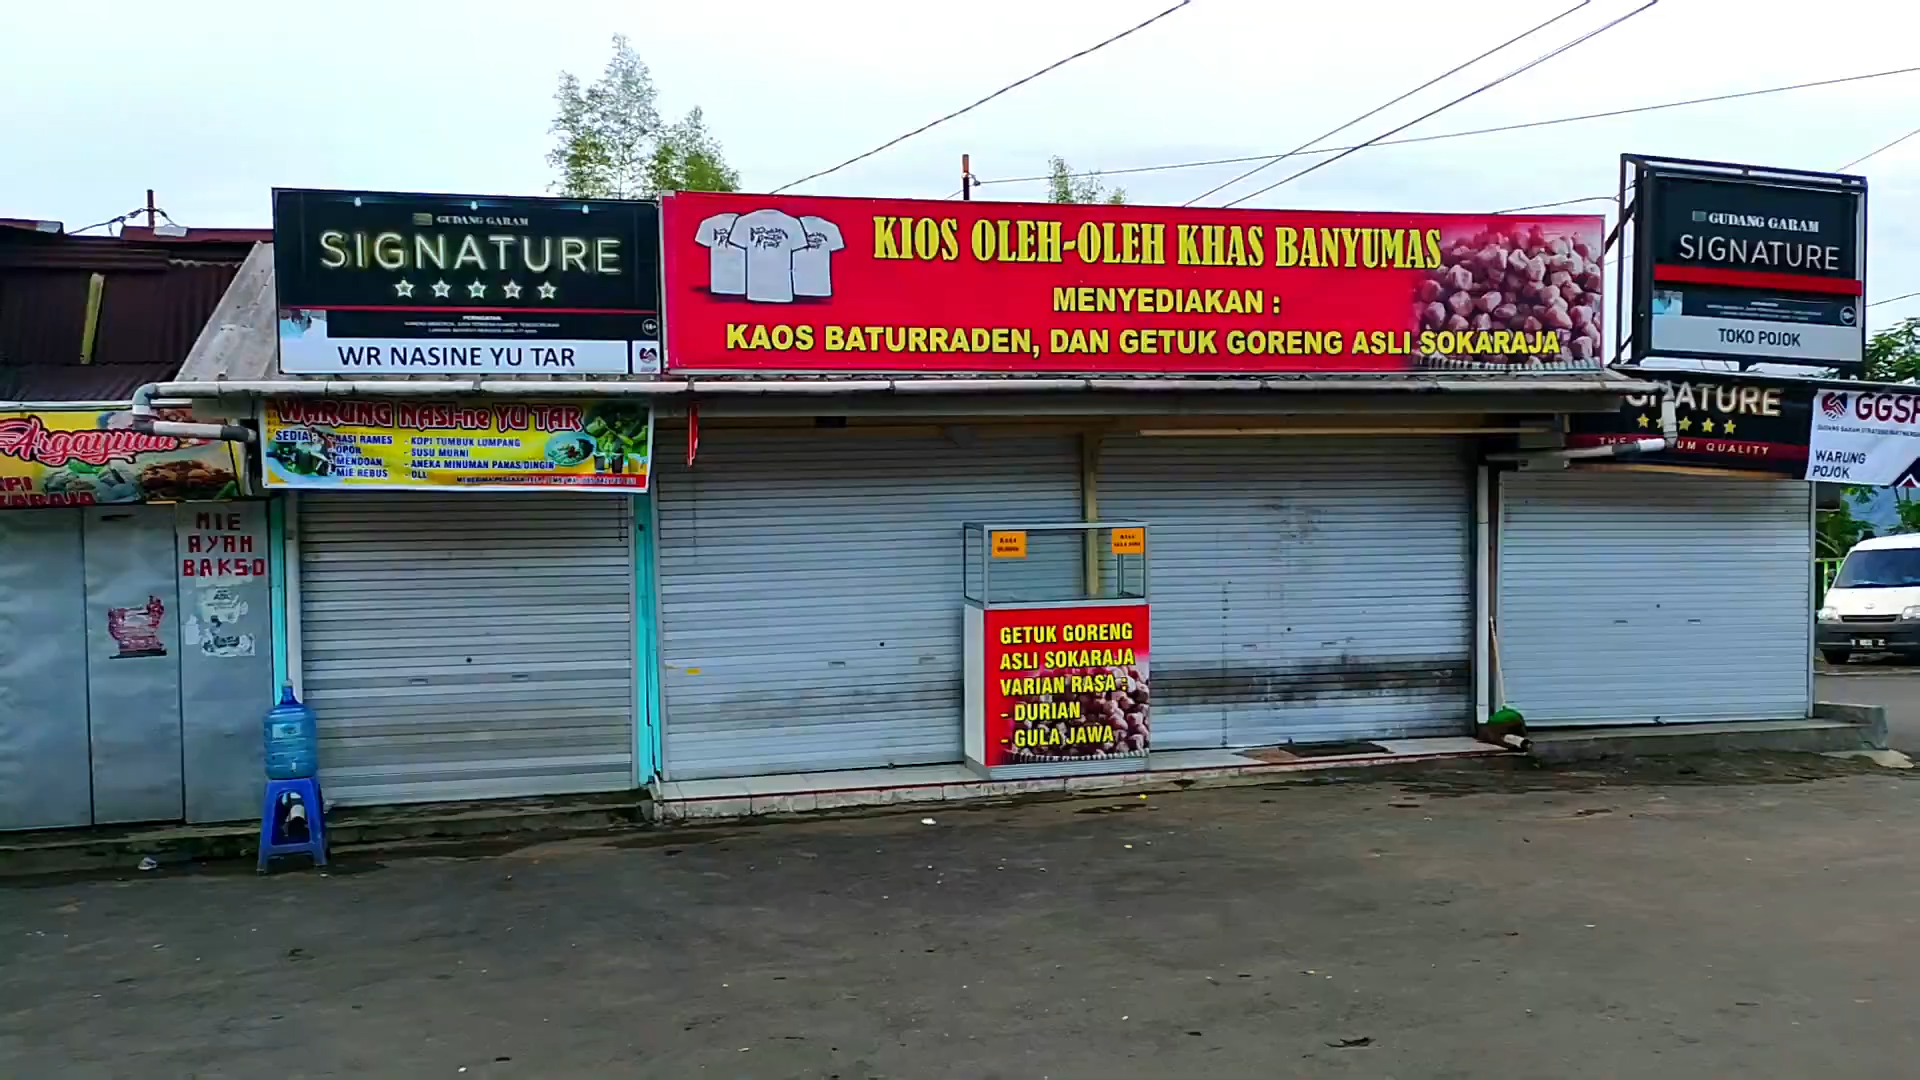 GUDANG GARAM
SIGNATURE
WR NASINE YU TAR
KIOS OLEH-OLEH KHAS BANYUMAS
MENYEDIAKAN :
KAOS BATURRADEN, DAN GETUK GORENG ASLI SOKARAJA
GUDANG GARAM
SIGNATURE
TOKO POJOK
THE
UM QUALITY
GGSP
WARUNG
POJOK
WARUNG NASI-ne YU TAR
SEDIA :
- NASI RAMES
- OPOR
- MENDOAN
- MIE REBUS
- KOPI TUMBUK LUMPANG
- SUSU MURNI
- ANEKA MINUMAN PANAS/DINGIN
- DLL
MIE
AYAM
BAKSO
GETUK GORENG
ASLI SOKARAJA
VARIAN RASA :
- DURIAN
- GULA JAWA